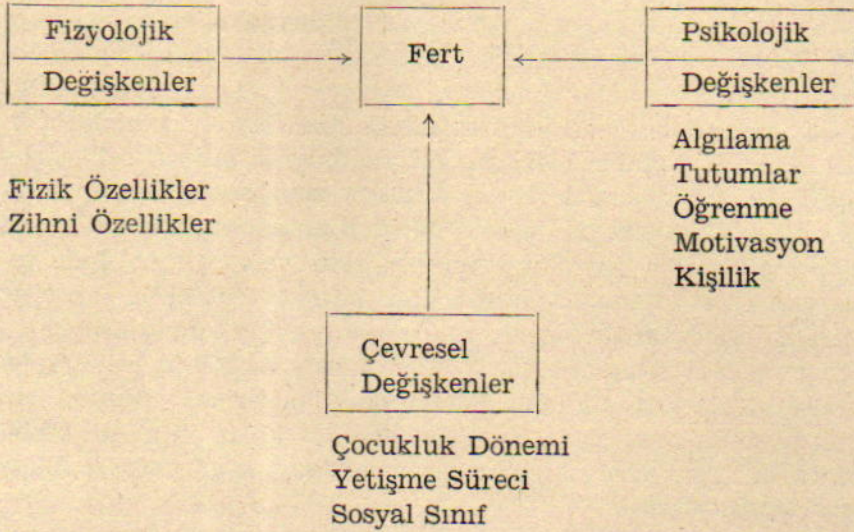 Fizyolojik
Değişkenler
Fert
Psikolojik
Değişkenler
Fizik Özellikler
Zihni Özellikler
Algılama
Tutumlar
Öğrenme
Motivasyon
Kişilik
Çevresel
Değişkenler
Çocukluk Dönemi
Yetişme Süreci
Sosyal Sınıf